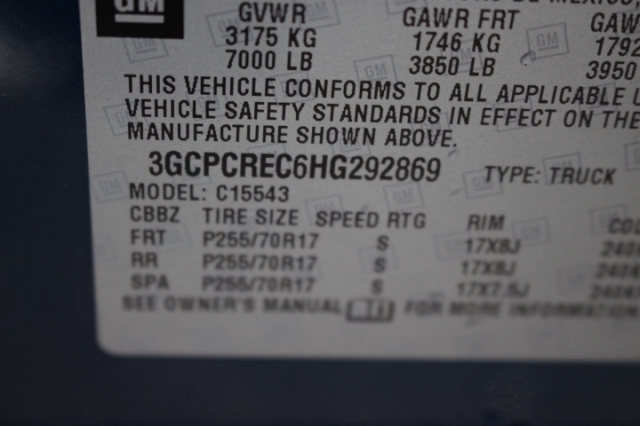 GM
GVWR GAWR FRT GAW
3175 KG 1746 KG 1792
7000 LB 3850 LB 3950
THIS VEHICLE CONFORMS TO ALL APPLICABLE U
VEHICLE SAFETY STANDARDS IN EFFECT ON THE
MANUFACTURE SHOWN ABOVE.
3GCPCREC6HG292869 TYPE: TRUCK
MODEL: C15543
CBBZ TIRE SIZE SPEED RTG RIM COL
FRT P255/70R17 S 17X8J
RR P255/70R17 S 17X8J
SPA P255/70R17 S 17X7.5J
SEE OWNER'S MANUAL FOR MORE INFORMATION